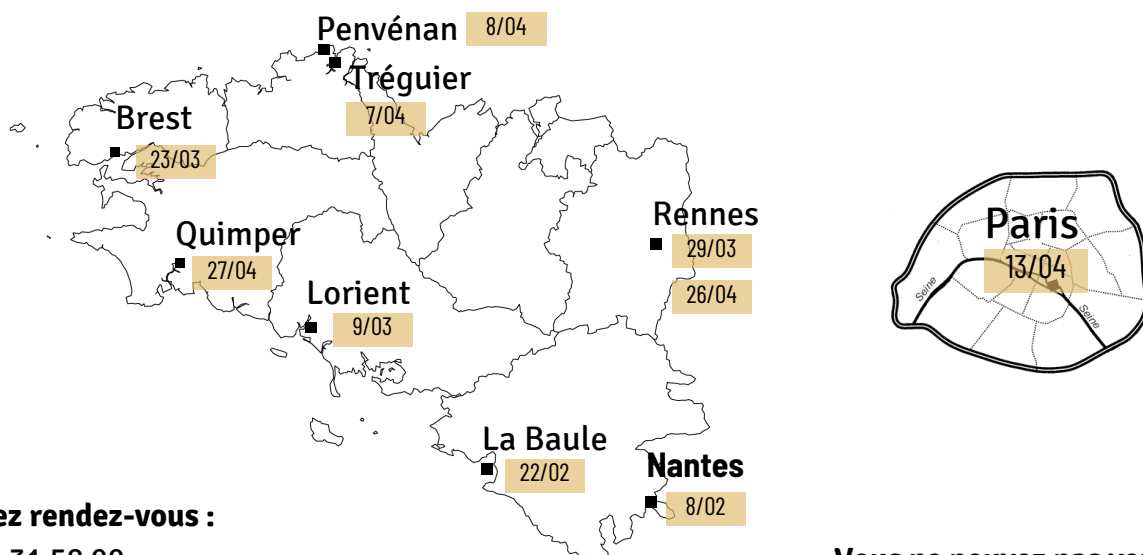 Penvénan 8/04
Tréguier
7/04
Brest
23/03
Quimper
27/04
Lorient
9/03
Rennes
29/03
26/04
Paris
13/04
Seine
Seine
La Baule
22/02
Nantes
8/02
ez rendez-vous :